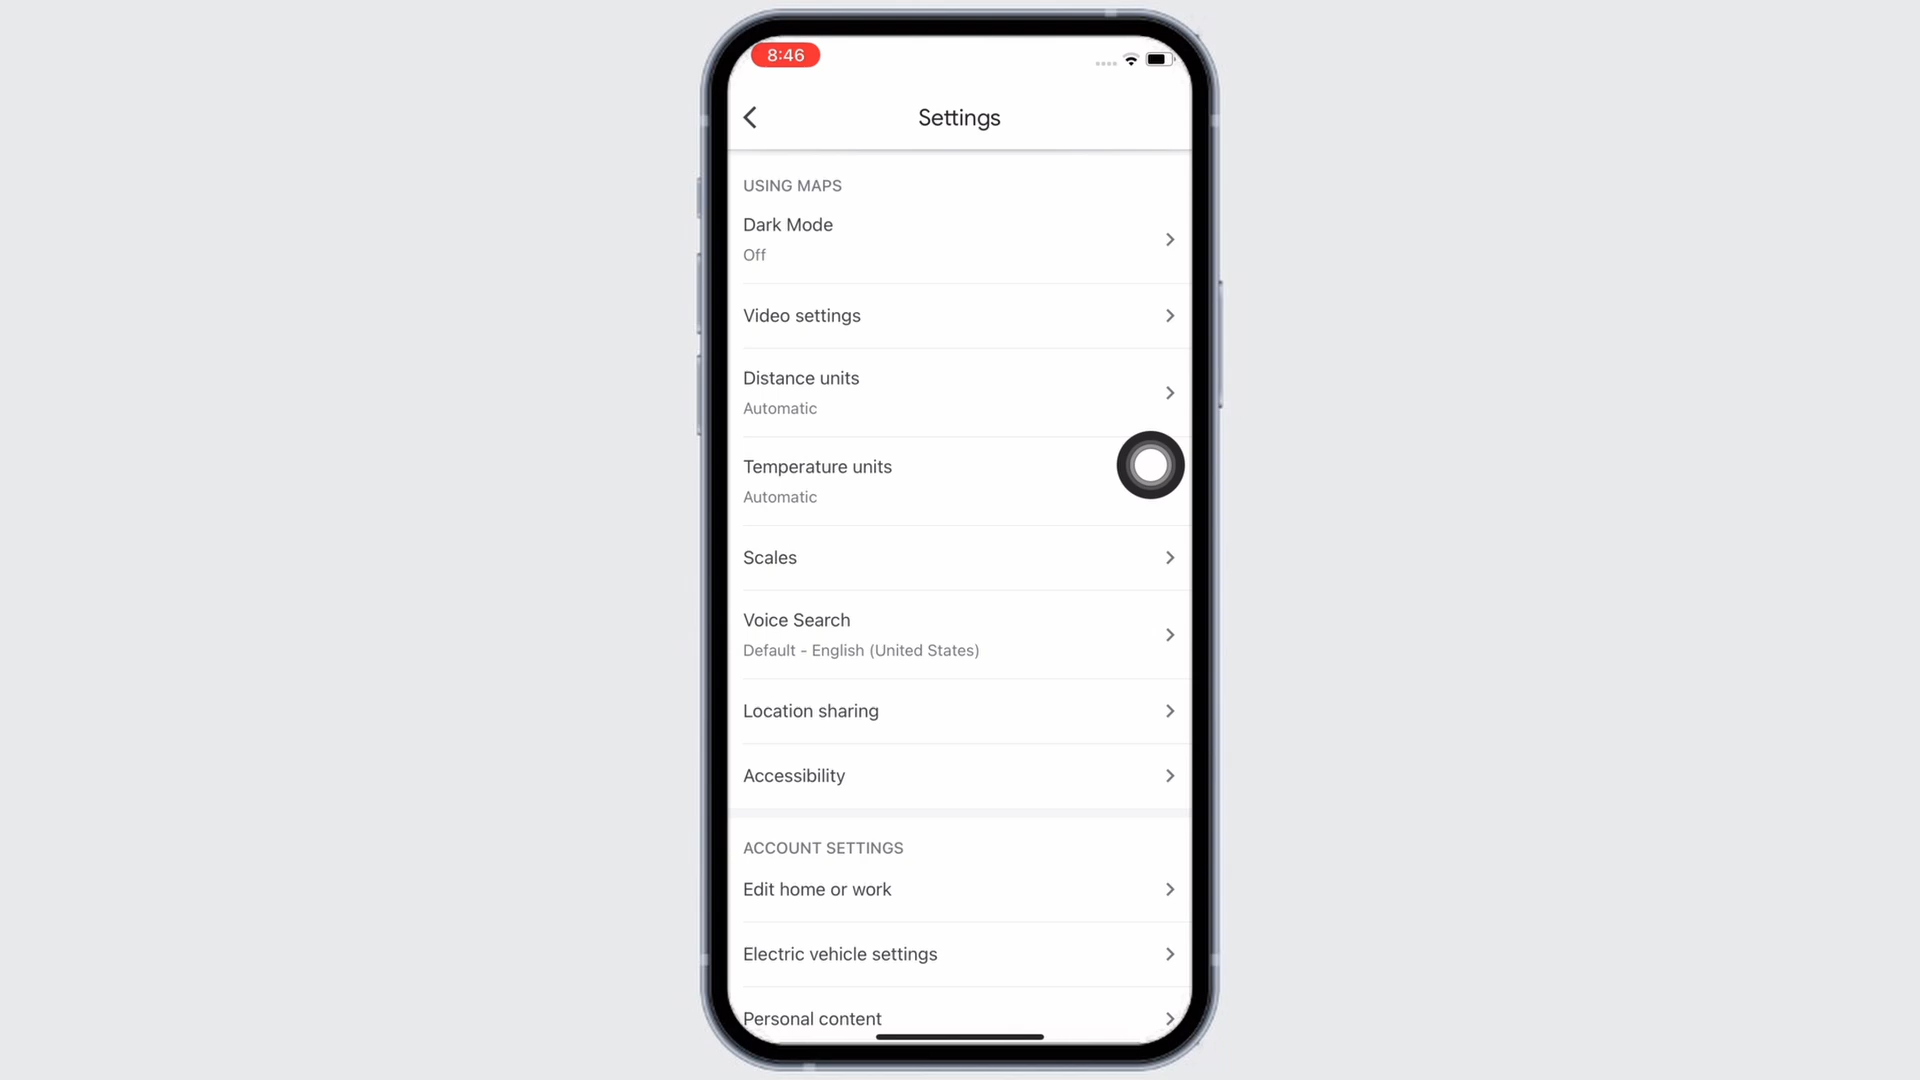 8:46
Settings
USING MAPS
Dark Mode
Off
Video settings
Distance units
Automatic
Temperature units
Automatic
Scales
Voice Search
Default - English (United States)
Location sharing
Accessibility
ACCOUNT SETTINGS
Edit home or work
Electric vehicle settings
Personal content